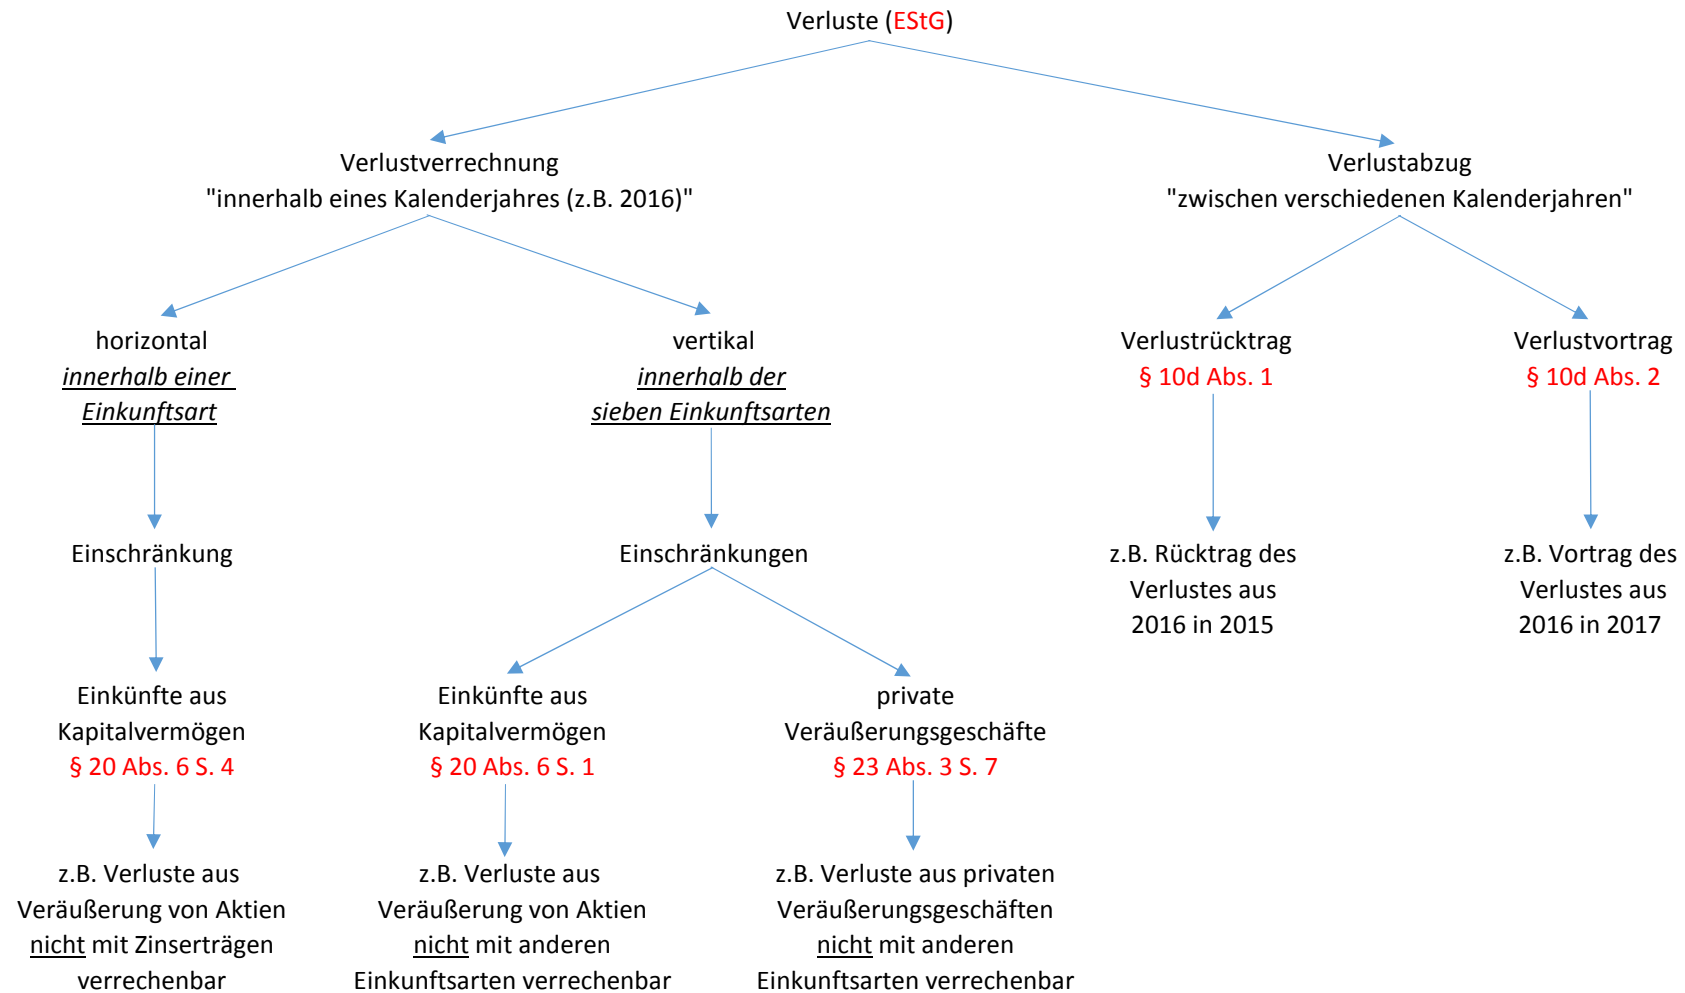 Verluste (EStG)
Verlustverrechnung
"innerhalb eines Kalenderjahres (z.B. 2016)"
Verlustabzug
"zwischen verschiedenen Kalenderjahren"
horizontal
innerhalb einer
Einkunftsart
vertikal
innerhalb der
sieben Einkunftsarten
Verlustrücktrag
§ 10d Abs. 1
Verlustvortrag
§ 10d Abs. 2
Einschränkung
Einschränkungen
z.B. Rücktrag des
Verlustes aus
2016 in 2015
z.B. Vortrag des
Verlustes aus
2016 in 2017
Einkünfte aus
Kapitalvermögen
§ 20 Abs. 6 S. 4
Einkünfte aus
Kapitalvermögen
§ 20 Abs. 6 S. 1
private
Veräußerungsgeschäfte
§ 23 Abs. 3 S. 7
z.B. Verluste aus
Veräußerung von Aktien
nicht mit Zinserträgen
verrechenbar
z.B. Verluste aus
Veräußerung von Aktien
nicht mit anderen
Einkunftsarten verrechenbar
z.B. Verluste aus privaten
Veräußerungsgeschäften
nicht mit anderen
Einkunftsarten verrechenbar